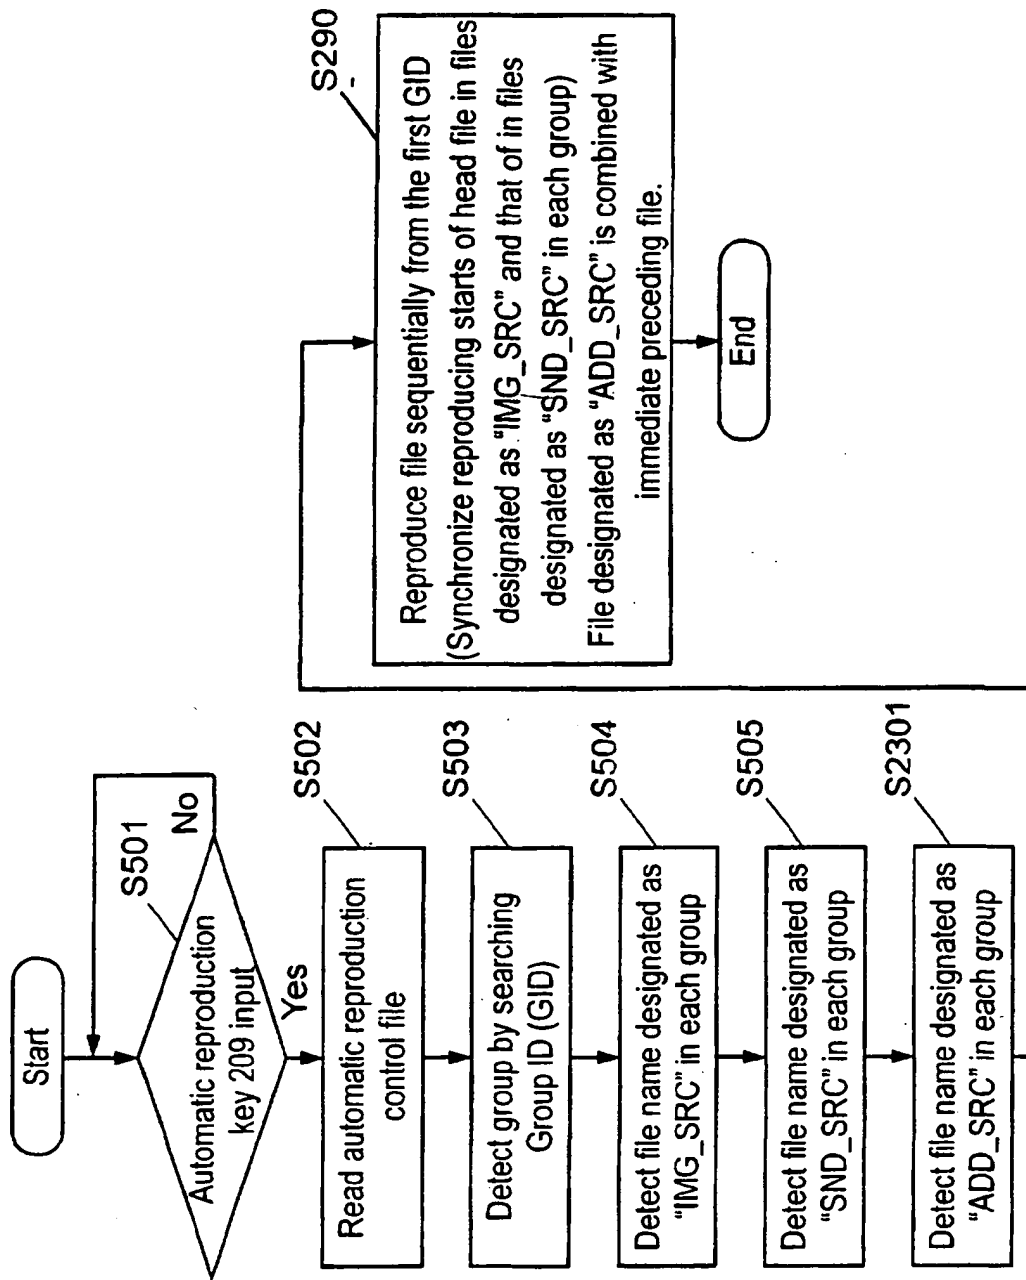 Start
S501
Automatic reproduction
key 209 input
No
Yes
S502
Read automatic reproduction
control file
S503
Detect group by searching
Group ID (GID)
S504
Detect file name designated as
“IMG_SRC” in each group
S505
Detect file name designated as
“SND_SRC” in each group
S2301
Detect file name designated as
“ADD_SRC” in each group
S290
Reproduce file sequentially from the first GID
(Synchronize reproducing starts of head file in files
designated as “IMG_SRC” and that of in files
designated as “SND_SRC” in each group)
File designated as “ADD_SRC” is combined with
immediate preceding file.
End